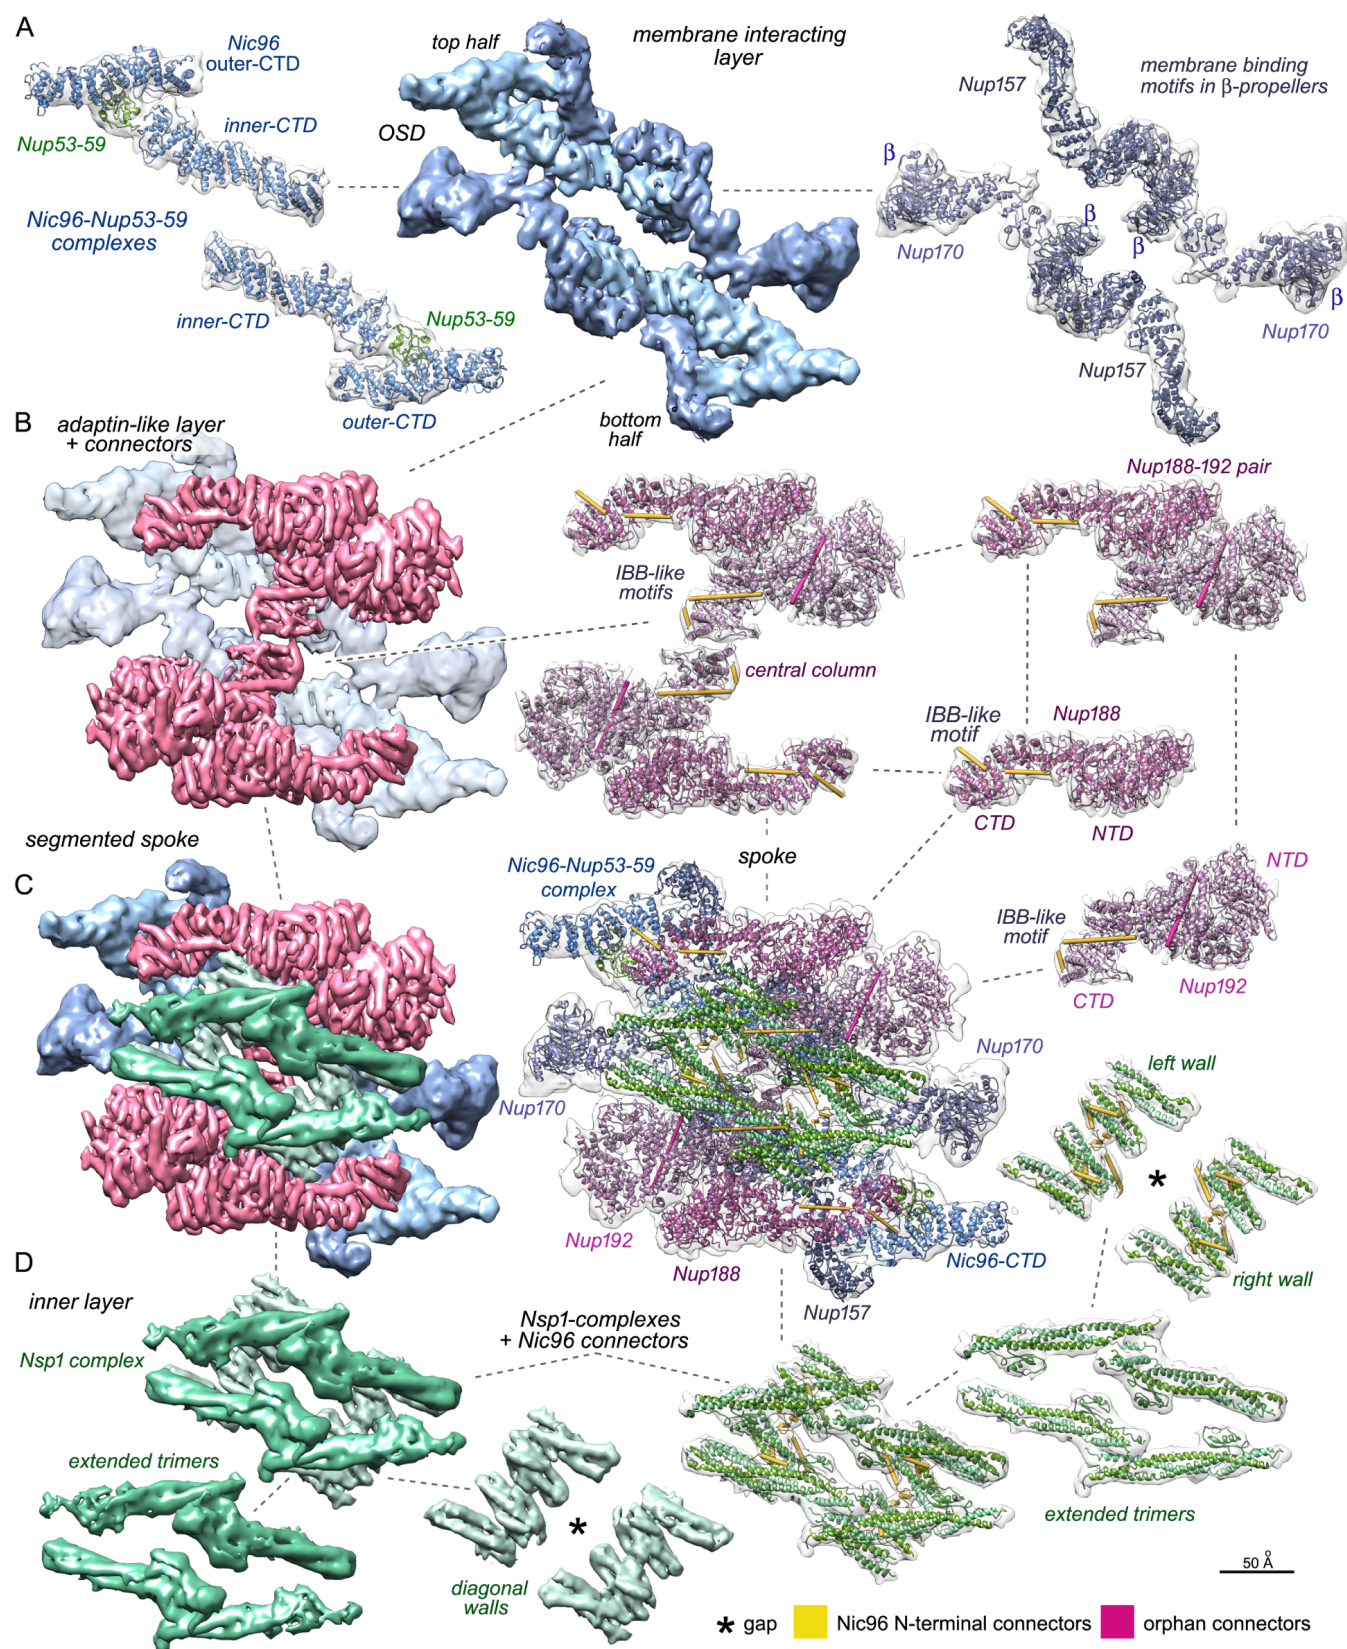 A
Nic96
outer-CTD
top half
membrane interacting
layer
Nup157
membrane binding
motifs in β-propellers
Nup53-59
inner-CTD
OSD
β
β
β
β
Nic96-Nup53-59
complexes
Nup170
inner-CTD
Nup53-59
Nup170
Nup157
outer-CTD
bottom
half
B
adaptin-like layer
+ connectors
Nup188-192 pair
IBB-like
motifs
central column
IBB-like
motif
Nup188
CTD
NTD
segmented spoke
spoke
C
Nic96-Nup53-59
complex
NTD
IBB-like
motif
CTD
Nup192
Nup170
Nup170
left wall
*
Nup192
Nup188
Nic96-CTD
Nup157
right wall
D
inner layer
Nsp1-complexes
+ Nic96 connectors
Nsp1 complex
extended trimers
*
extended trimers
diagonal
walls
50 Å
* gap
Nic96 N-terminal connectors
orphan connectors